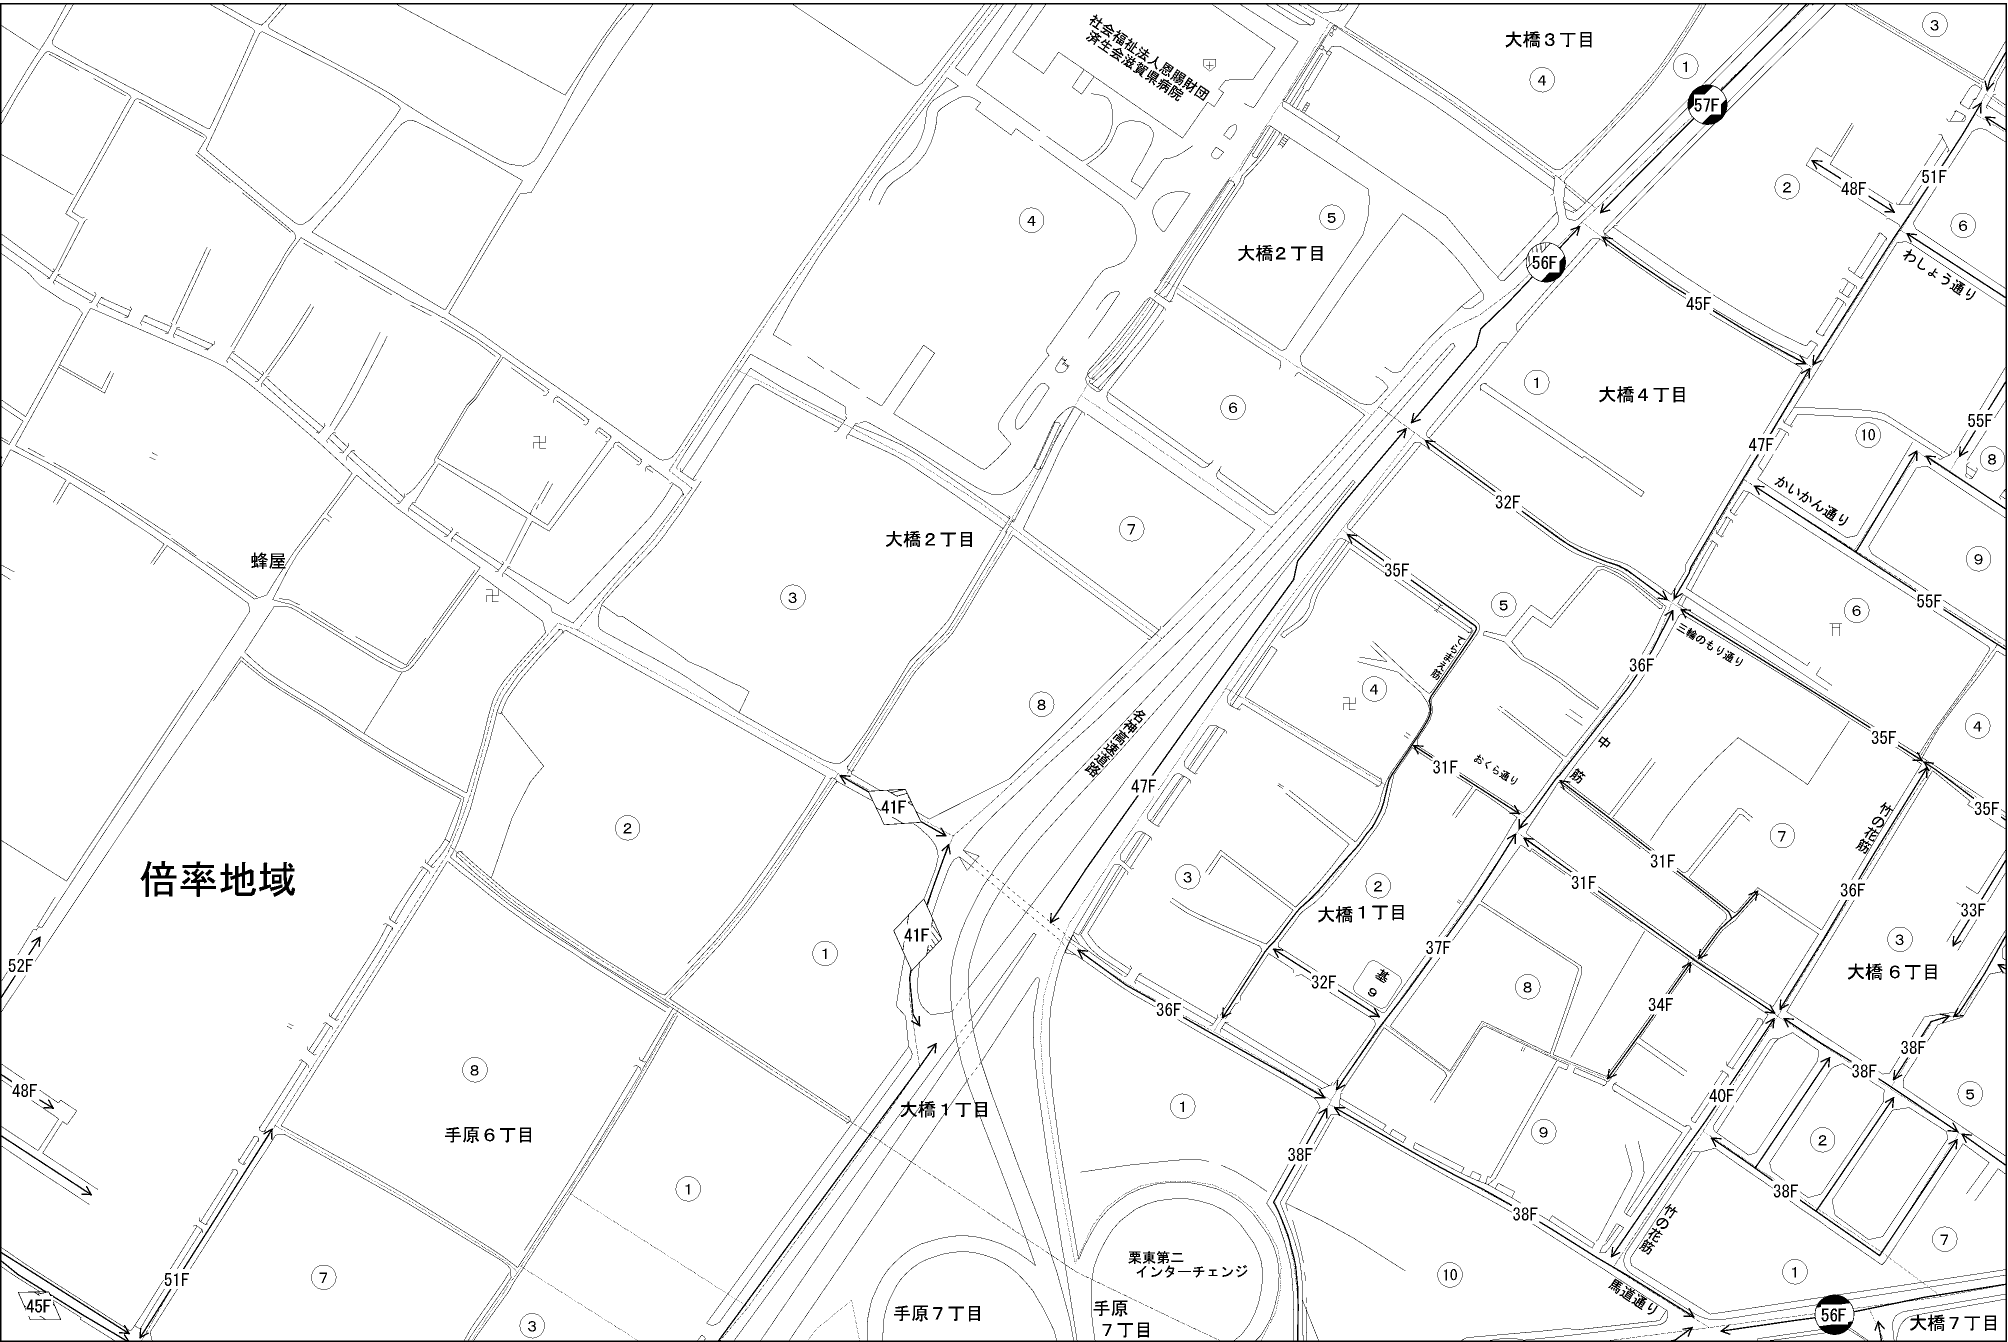 社会福祉法人恩賜財団
済生会滋賀県病院
大橋３丁目
3
4
1
57F
51F
48F
2
6
わしょう通り
4
5
大橋２丁目
56F
45F
1
大橋４丁目
6
47F
55F
10
8
かいかん通り
32F
7
大橋２丁目
蜂屋
3
35F
5
9
55F
6
三輪のもり通り
てらまえ筋
36F
4
8
名神高速道路
中
筋
35F
4
31F
おくら通り
47F
35F
竹の花筋
41F
2
7
31F
31F
36F
3
2
大橋１丁目
倍率地域
33F
41F
1
37F
3
大橋６丁目
52F
基
9
32F
8
34F
36F
38F
38F
8
48F
40F
5
大橋１丁目
1
手原６丁目
9
2
38F
1
38F
38F
竹の花筋
7
栗東第二
インターチェンジ
51F
7
10
1
馬道通り
45F
3
手原７丁目
手原
７丁目
56F
大橋７丁目